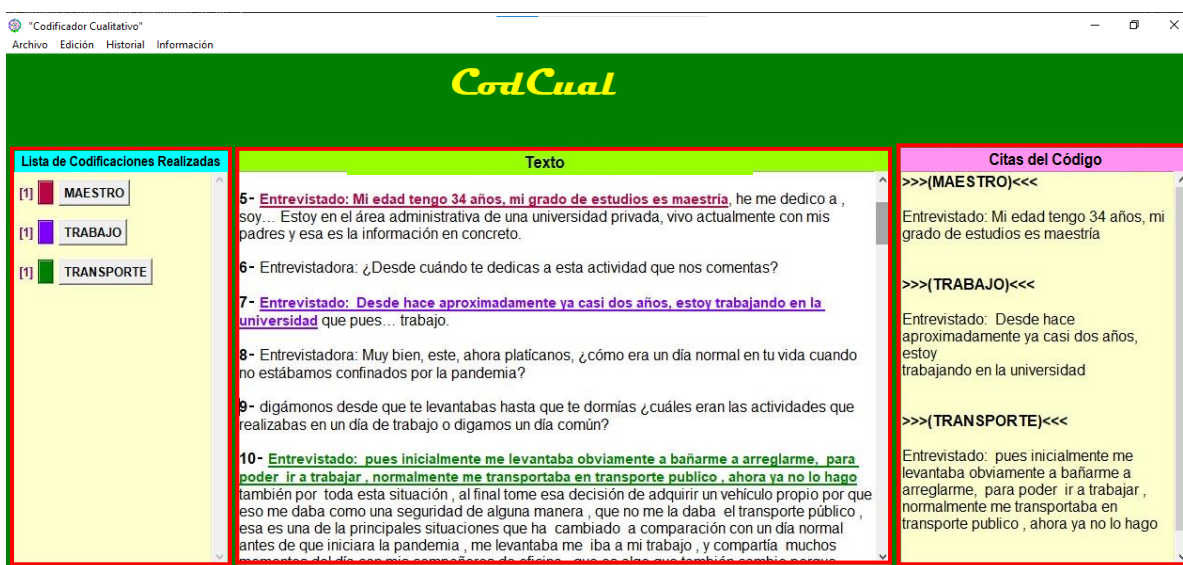 "Codificador Cualitativo"
Archivo Edición Historial Información
CodCual
Lista de Codificaciones Realizadas
[1] MAESTRO
[1] TRABAJO
[1] TRANSPORTE
Texto
5- Entrevistado: Mi edad tengo 34 años, mi grado de estudios es maestría, he me dedico a ,
soy… Estoy en el área administrativa de una universidad privada, vivo actualmente con mis
padres y esa es la información en concreto.
6- Entrevistadora: ¿Desde cuándo te dedicas a esta actividad que nos comentas?
7- Entrevistado: Desde hace aproximadamente ya casi dos años, estoy trabajando en la
universidad que pues… trabajo.
8- Entrevistadora: Muy bien, este, ahora platícanos, ¿cómo era un día normal en tu vida cuando
no estábamos confinados por la pandemia?
9- digámonos desde que te levantabas hasta que te dormías ¿cuáles eran las actividades que
realizabas en un día de trabajo o digamos un día común?
10- Entrevistado: pues inicialmente me levantaba obviamente a bañarme a arreglarme, para
poder ir a trabajar , normalmente me transportaba en transporte publico , ahora ya no lo hago
también por toda esta situación , al final tome esa decisión de adquirir un vehículo propio por que
eso me daba como una seguridad de alguna manera , que no me la daba el transporte público ,
esa es una de la principales situaciones que ha cambiado a comparación con un día normal
antes de que iniciara la pandemia , me levantaba me iba a mi trabajo , y compartía muchos
Citas del Código
>>>(MAESTRO)<<<
Entrevistado: Mi edad tengo 34 años, mi
grado de estudios es maestría
>>>(TRABAJO)<<<
Entrevistado: Desde hace
aproximadamente ya casi dos años,
estoy
trabajando en la universidad
>>>(TRANSPORTE)<<<
Entrevistado: pues inicialmente me
levantaba obviamente a bañarme a
arreglarme, para poder ir a trabajar ,
normalmente me transportaba en
transporte publico , ahora ya no lo hago